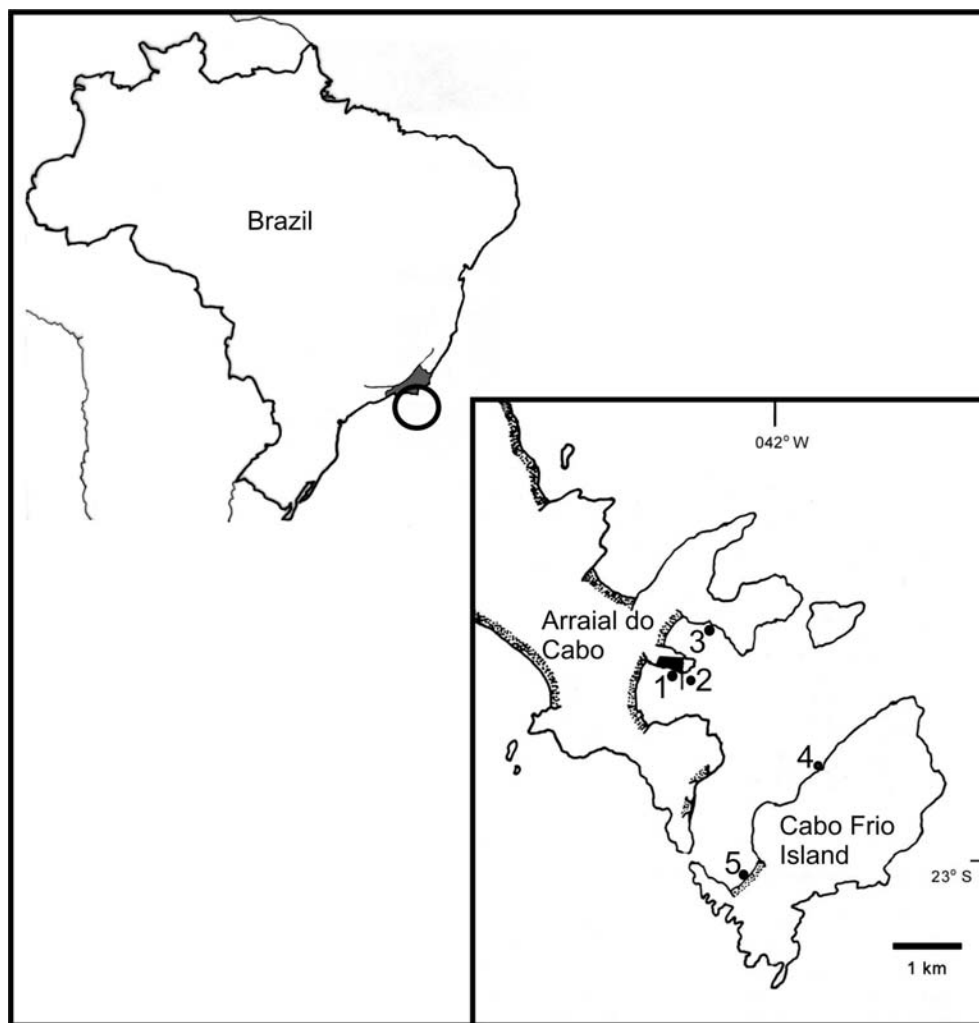 Brazil
042° W
Arraial do
Cabo
3
1
2
4
Cabo Frio
Island
5
23° S
1 km